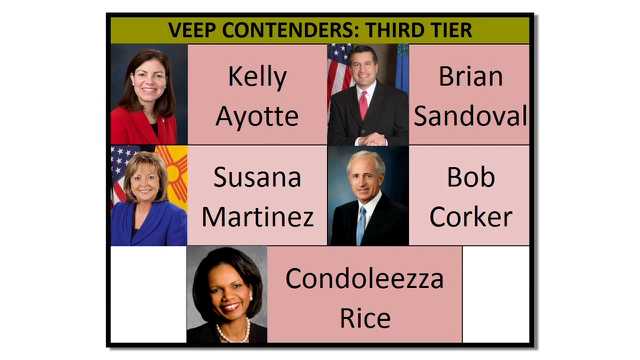 VEEP CONTENDERS: THIRD TIER
Kelly
Ayotte
Brian
Sandoval
Susana
Martinez
Bob
Corker
Condoleezza
Rice